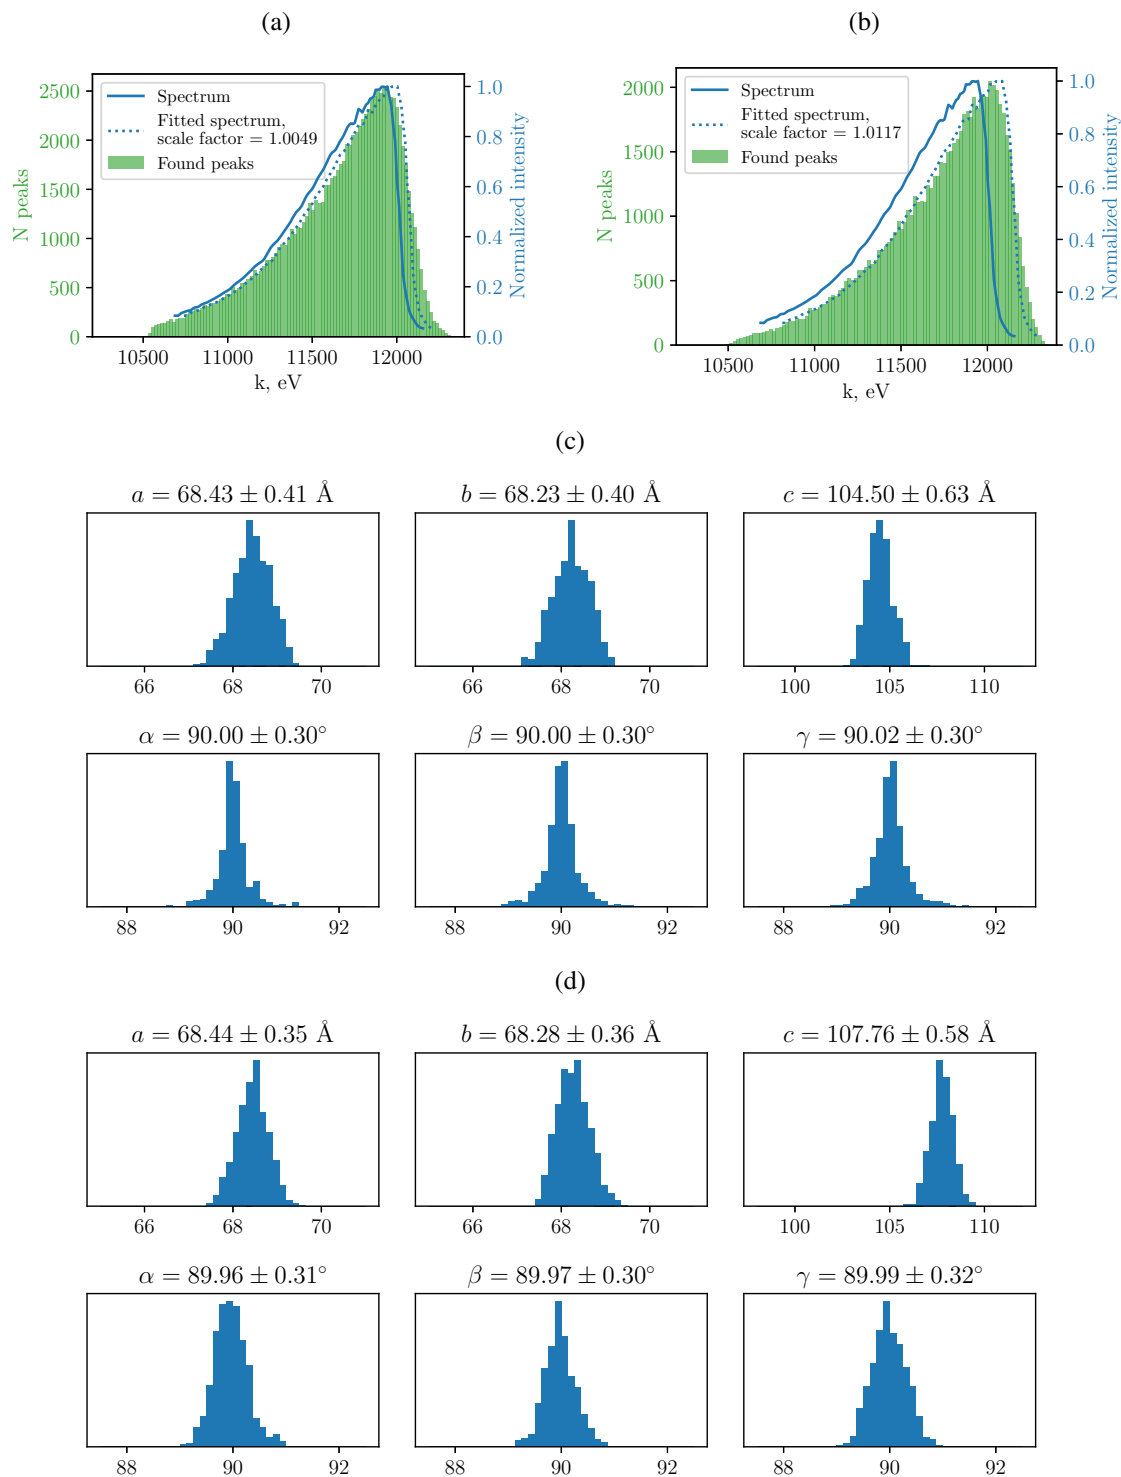 (a)
(b)
Spectrum
Fitted spectrum,
scale factor = 1.0049
Found peaks
N peaks
2500
2000
1500
1000
500
0
1.0
0.8
0.6
0.4
0.2
0.0
Normalized intensity
10500 11000 11500 12000
k, eV
Spectrum
Fitted spectrum,
scale factor = 1.0117
Found peaks
N peaks
2000
1500
1000
500
0
1.0
0.8
0.6
0.4
0.2
0.0
Normalized intensity
10500 11000 11500 12000
k, eV
(c)
a = 68.43 ± 0.41 Å
b = 68.23 ± 0.40 Å
c = 104.50 ± 0.63 Å
66 68 70
66 68 70
100 105 110
α = 90.00 ± 0.30°
β = 90.00 ± 0.30°
γ = 90.02 ± 0.30°
88 90 92
88 90 92
88 90 92
(d)
a = 68.44 ± 0.35 Å
b = 68.28 ± 0.36 Å
c = 107.76 ± 0.58 Å
66 68 70
66 68 70
100 105 110
α = 89.96 ± 0.31°
β = 89.97 ± 0.30°
γ = 89.99 ± 0.32°
88 90 92
88 90 92
88 90 92